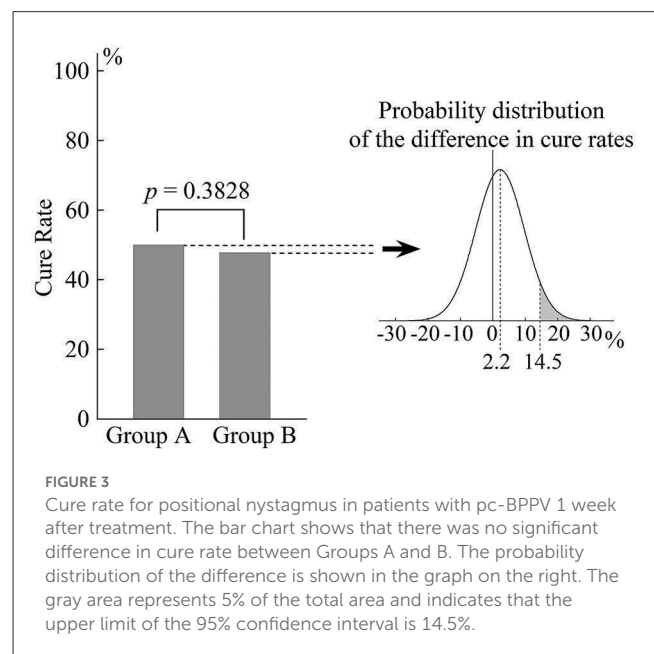 %
100
80
60
40
20
0
Cure Rate
p = 0.3828
Group A
Group B
Probability distribution
of the difference in cure rates
-30 -20 -10 0 10 20 30 %
2.2 14.5
FIGURE 3
Cure rate for positional nystagmus in patients with pc-BPPV 1 week
after treatment. The bar chart shows that there was no significant
difference in cure rate between Groups A and B. The probability
distribution of the difference is shown in the graph on the right. The
gray area represents 5% of the total area and indicates that the
upper limit of the 95% confidence interval is 14.5%.